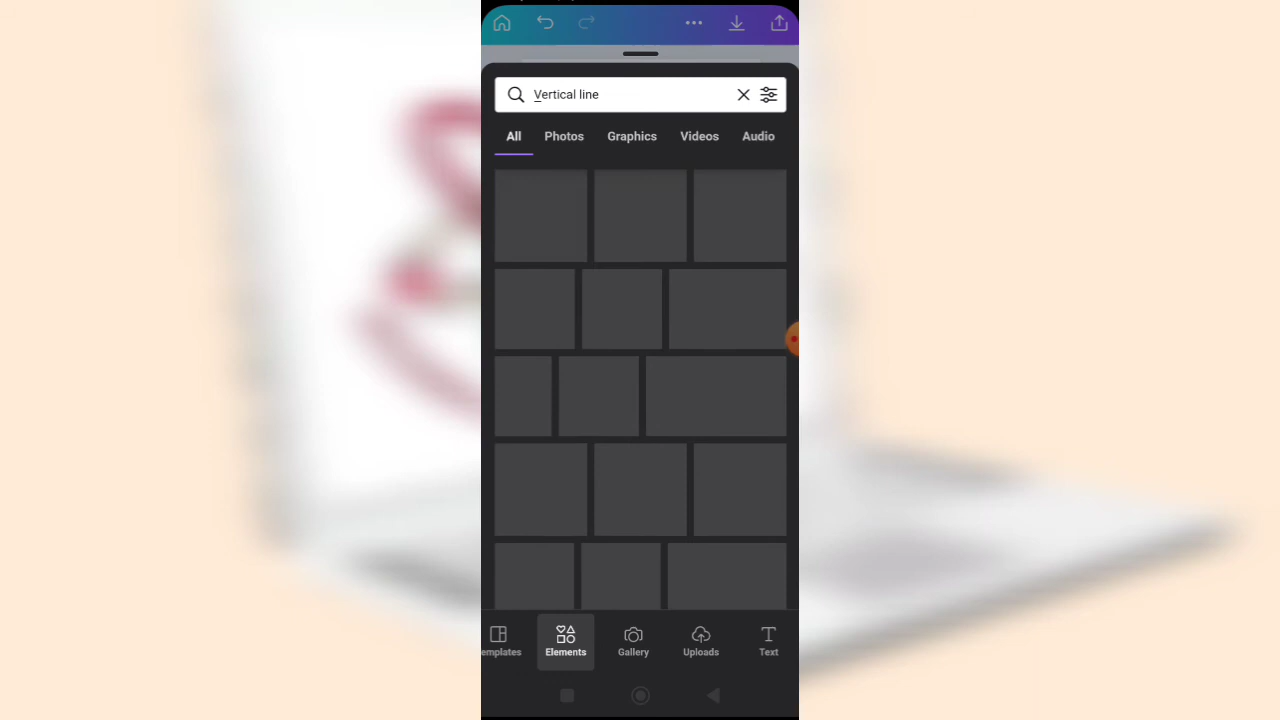 Vertical line
All Photos Graphics Videos Audio
emplates Elements Gallery Uploads Text